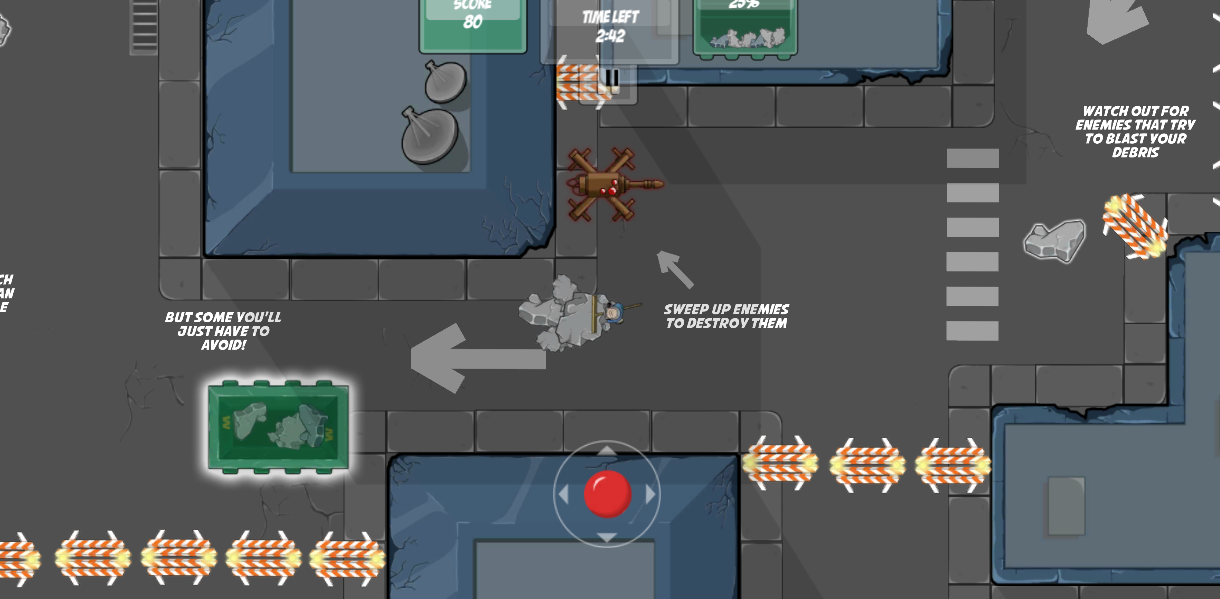 SCORE
80
TIME LEFT
2:42
25%
WATCH OUT FOR
ENEMIES THAT TRY
TO BLAST YOUR
DEBRIS
SWEEP UP ENEMIES
TO DESTROY THEM
BUT SOME YOU'LL
JUST HAVE TO
AVOID!